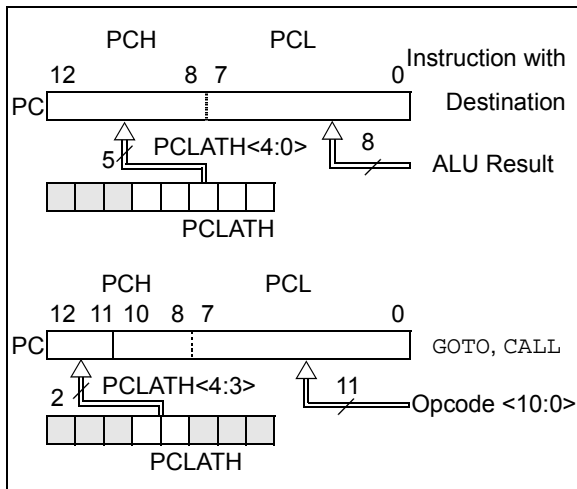 PCH PCL
12 8 7 0 Instruction with
PC Destination
5 PCLATH<4:0> 8 ALU Result
PCLATH
PCH PCL
12 11 10 8 7 0
PC GOTO, CALL
2 PCLATH<4:3> 11 Opcode <10:0>
PCLATH